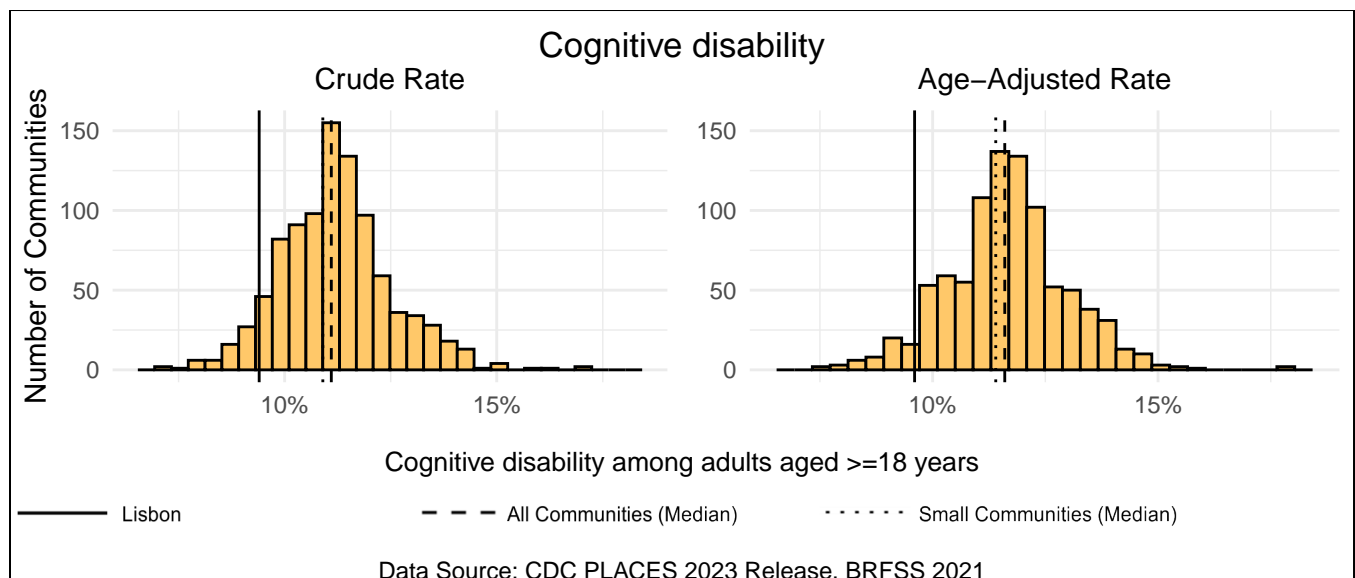 Cognitive disability
Crude Rate
Age−Adjusted Rate
Number of Communities
150
100
50
0
10%
15%
150
100
50
0
10%
15%
Cognitive disability among adults aged >=18 years
Lisbon
All Communities (Median)
Small Communities (Median)
Data Source: CDC PLACES 2023 Release, BRFSS 2021